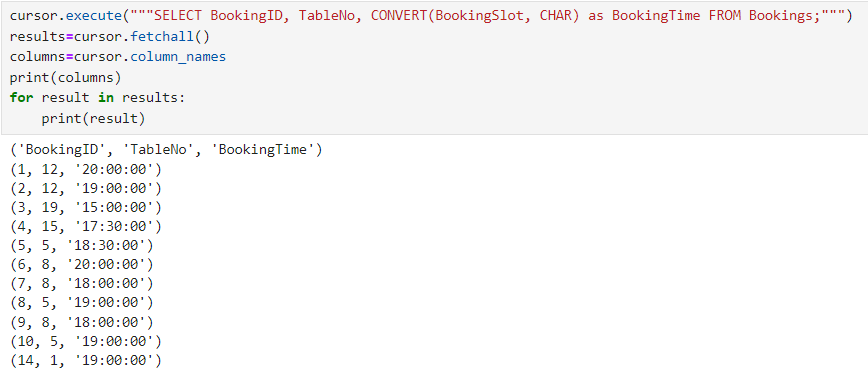 cursor.execute("""SELECT BookingID, TableNo, CONVERT(BookingSlot, CHAR) as BookingTime FROM Bookings;""")
results=cursor.fetchall()
columns=cursor.column_names
print(columns)
for result in results:
    print(result)
('BookingID', 'TableNo', 'BookingTime')
(1, 12, '20:00:00')
(2, 12, '19:00:00')
(3, 19, '15:00:00')
(4, 15, '17:30:00')
(5, 5, '18:30:00')
(6, 8, '20:00:00')
(7, 8, '18:00:00')
(8, 5, '19:00:00')
(9, 8, '18:00:00')
(10, 5, '19:00:00')
(14, 1, '19:00:00')